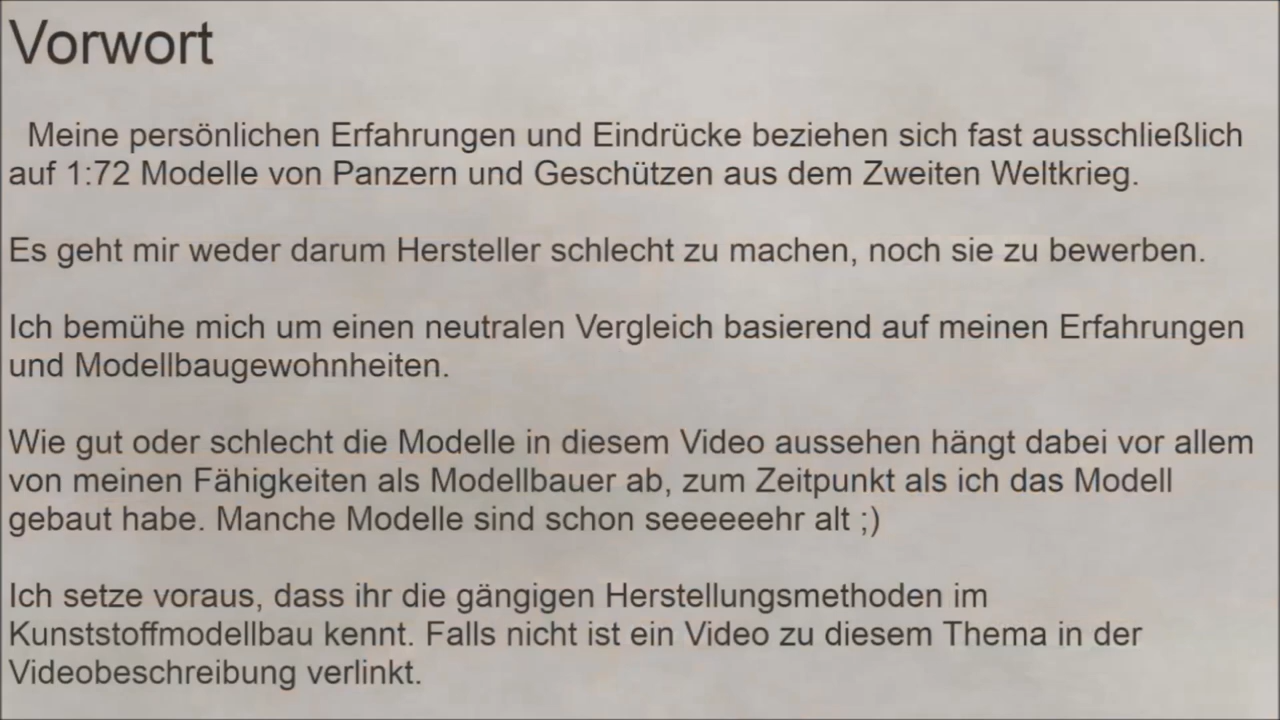 Vorwort
Meine persönlichen Erfahrungen und Eindrücke beziehen sich fast ausschließlich
auf 1:72 Modelle von Panzern und Geschützen aus dem Zweiten Weltkrieg.
Es geht mir weder darum Hersteller schlecht zu machen, noch sie zu bewerben.
Ich bemühe mich um einen neutralen Vergleich basierend auf meinen Erfahrungen
und Modellbaugewohnheiten.
Wie gut oder schlecht die Modelle in diesem Video aussehen hängt dabei vor allem
von meinen Fähigkeiten als Modellbauer ab, zum Zeitpunkt als ich das Modell
gebaut habe. Manche Modelle sind schon seeeeeehr alt ;)
Ich setze voraus, dass ihr die gängigen Herstellungsmethoden im
Kunststoffmodellbau kennt. Falls nicht ist ein Video zu diesem Thema in der
Videobeschreibung verlinkt.